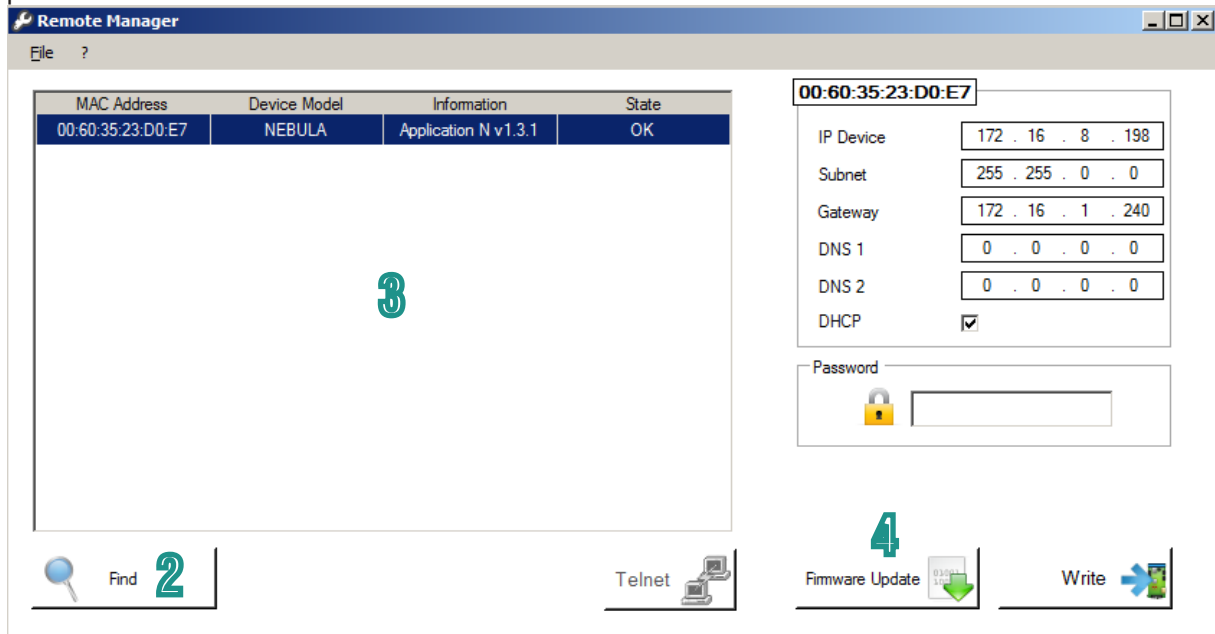 Remote Manager
File ?
MAC Address Device Model Information State
00:60:35:23:D0:E7 NEBULA Application N v1.3.1 OK
3
00:60:35:23:D0:E7
IP Device 172 . 16 . 8 . 198
Subnet 255 . 255 . 0 . 0
Gateway 172 . 16 . 1 . 240
DNS 1 0 . 0 . 0 . 0
DNS 2 0 . 0 . 0 . 0
DHCP
Password
Find 2
Telnet
4
Firmware Update
Write